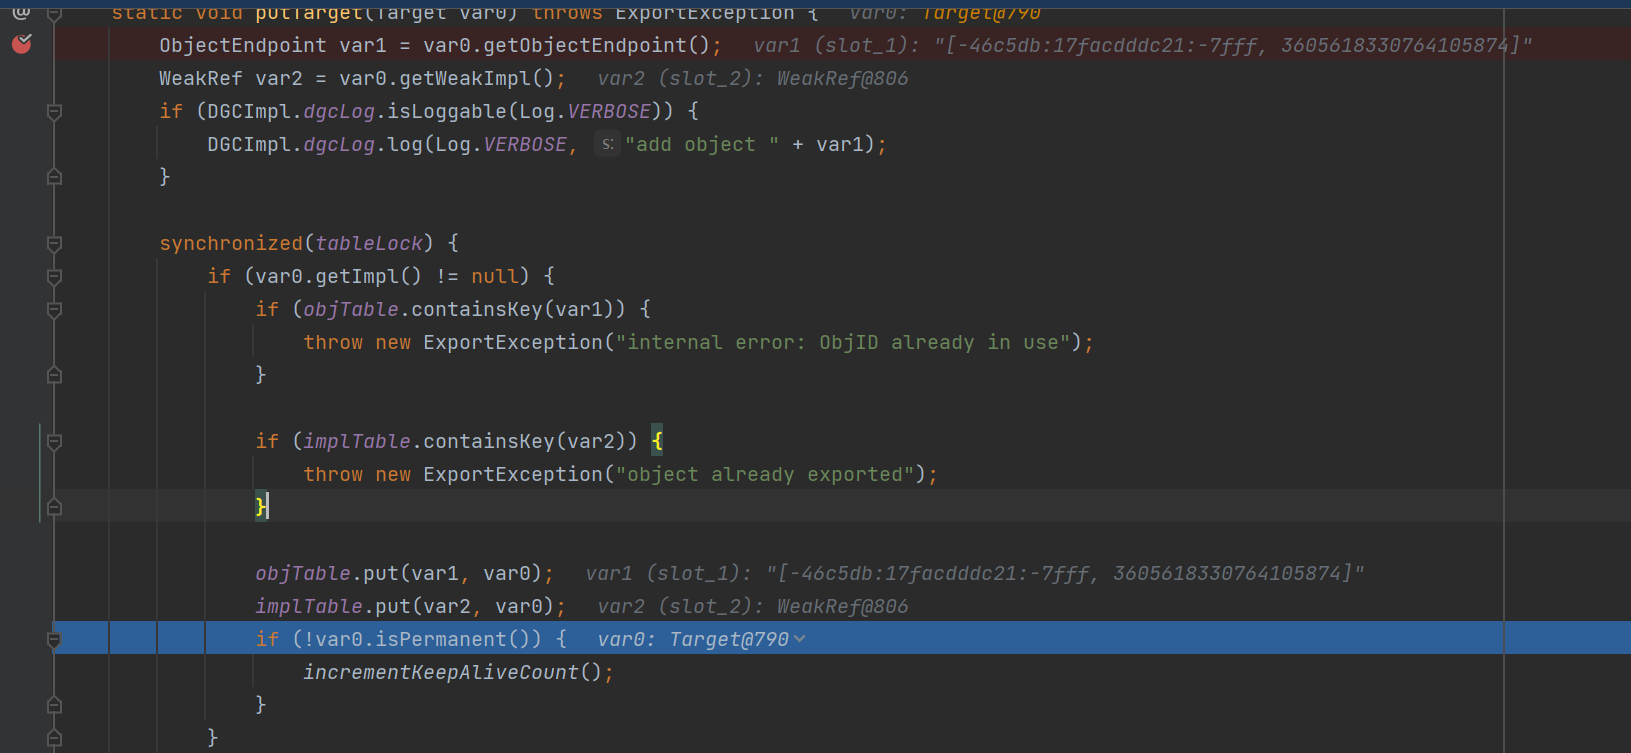 @ static void putTarget(Target var0) throws ExportException {   var0: Target@790
ObjectEndpoint var1 = var0.getObjectEndpoint();   var1 (slot_1): "[-46c5db:17facdddc21:-7fff, 3605618330764105874]"
WeakRef var2 = var0.getWeakImpl();   var2 (slot_2): WeakRef@806
if (DGCImpl.dgcLog.isLoggable(Log.VERBOSE)) {
DGCImpl.dgcLog.log(Log.VERBOSE, s: "add object " + var1);
}
synchronized(tableLock) {
if (var0.getImpl() != null) {
if (objTable.containsKey(var1)) {
throw new ExportException("internal error: ObjID already in use");
}
if (implTable.containsKey(var2)) {
throw new ExportException("object already exported");
}
objTable.put(var1, var0);   var1 (slot_1): "[-46c5db:17facdddc21:-7fff, 3605618330764105874]"
implTable.put(var2, var0);   var2 (slot_2): WeakRef@806
if (!var0.isPermanent()) {   var0: Target@790
incrementKeepAliveCount();
}
}